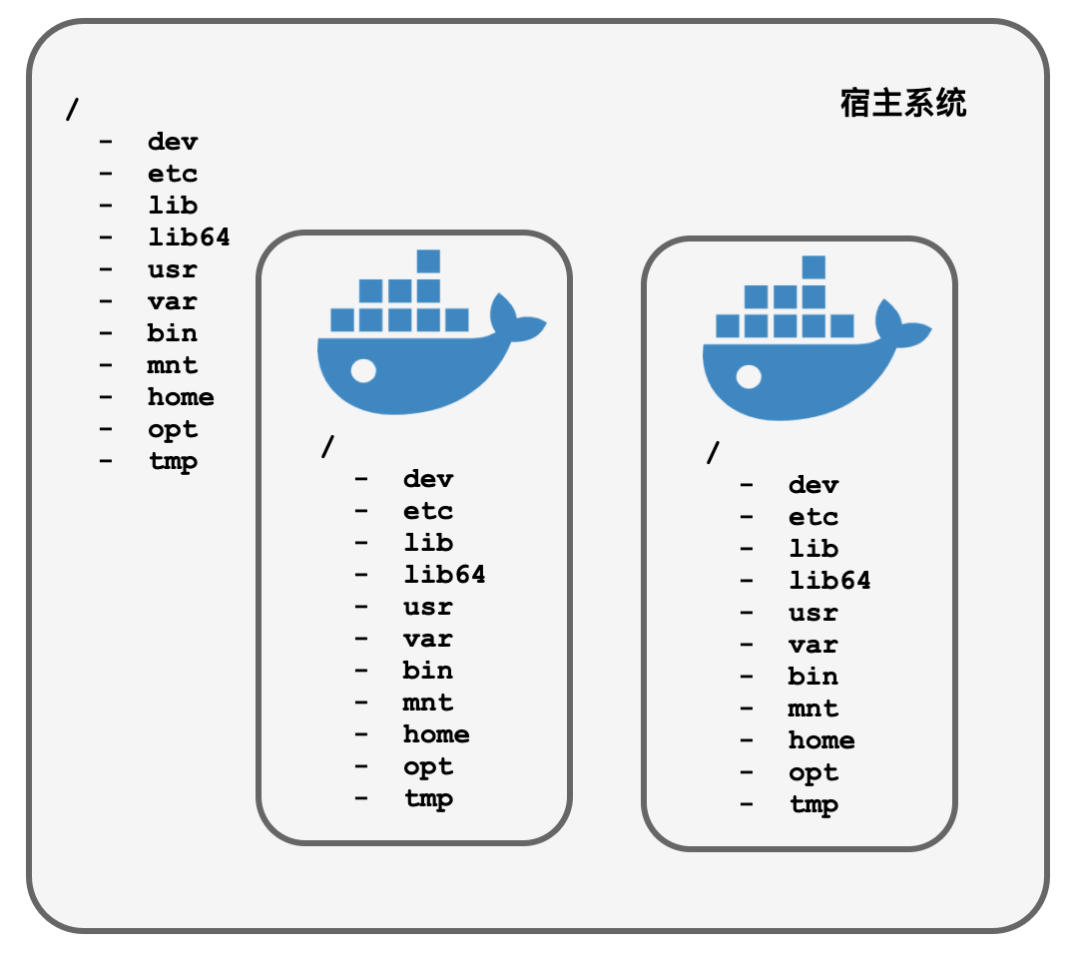 宿主系统
/
- dev
- etc
- lib
- lib64
- usr
- var
- bin
- mnt
- home
- opt
- tmp
/
- dev
- etc
- lib
- lib64
- usr
- var
- bin
- mnt
- home
- opt
- tmp
/
- dev
- etc
- lib
- lib64
- usr
- var
- bin
- mnt
- home
- opt
- tmp